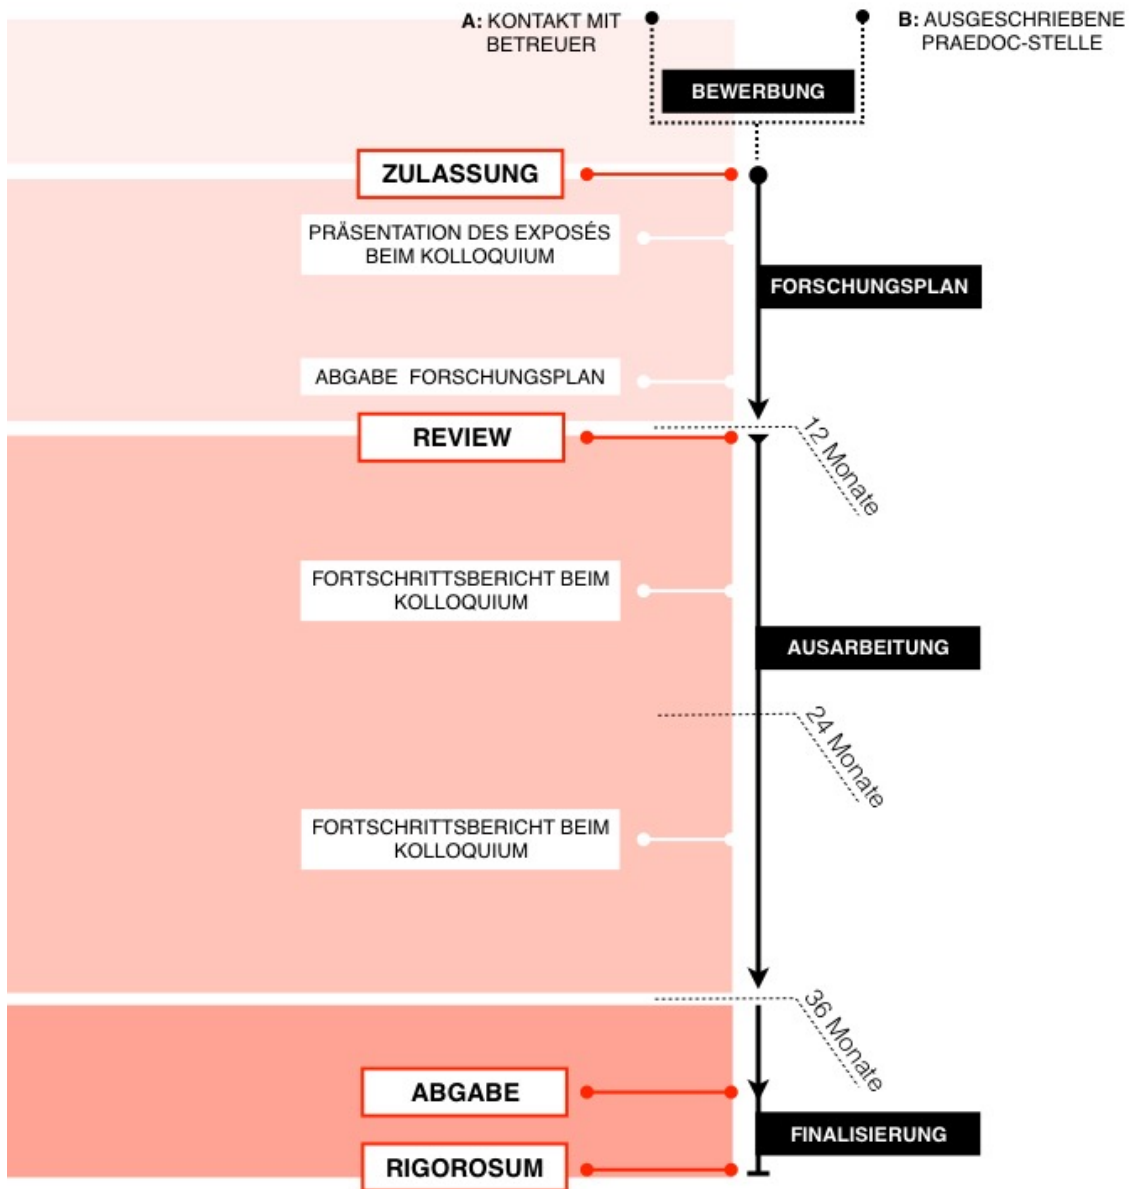 A: KONTAKT MIT
BETREUER
B: AUSGESCHRIEBENE
PRAEDOC-STELLE
BEWERBUNG
ZULASSUNG
PRÄSENTATION DES EXPOSÉS
BEIM KOLLOQUIUM
FORSCHUNGSPLAN
ABGABE FORSCHUNGSPLAN
REVIEW
12 Monate
FORTSCHRITTSBERICHT BEIM
KOLLOQUIUM
AUSARBEITUNG
24 Monate
FORTSCHRITTSBERICHT BEIM
KOLLOQUIUM
36 Monate
ABGABE
FINALISIERUNG
RIGOROSUM